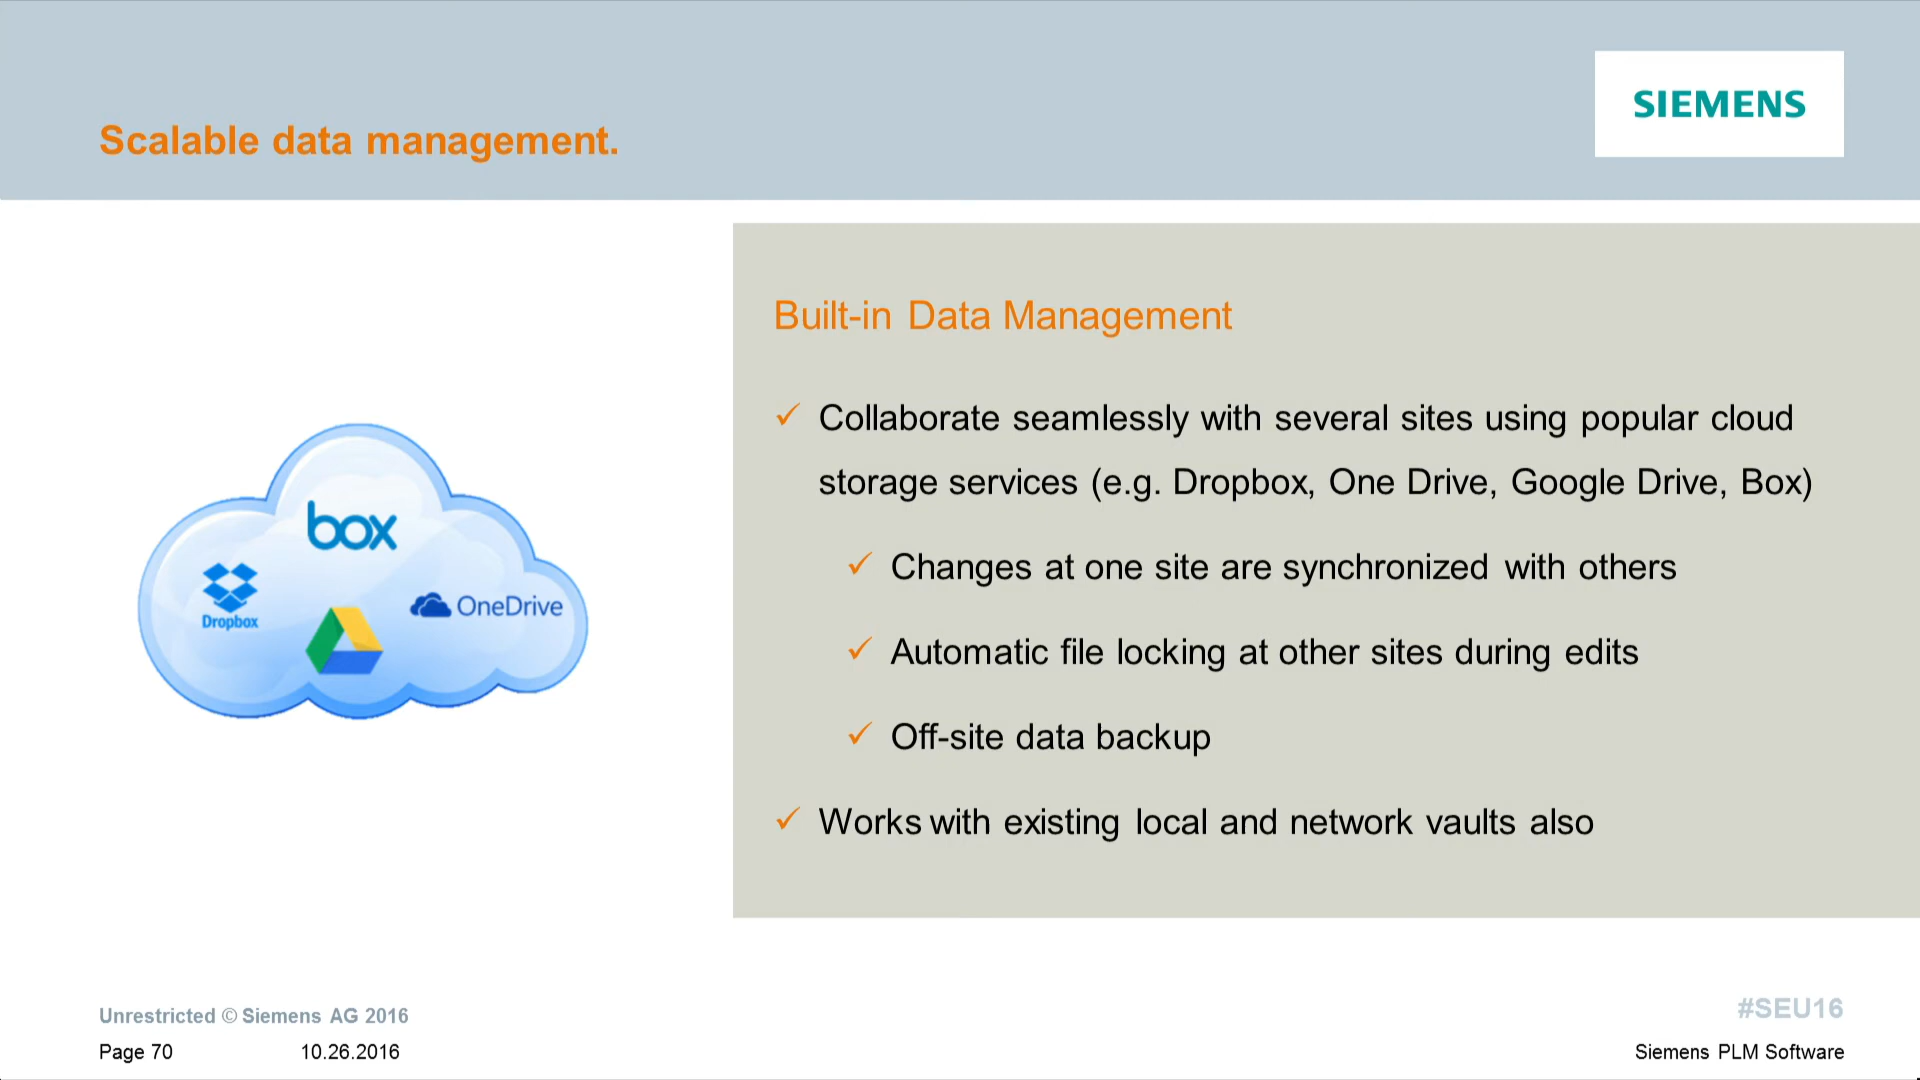 SIEMENS
Scalable data management.
Built-in Data Management
Collaborate seamlessly with several sites using popular cloud
storage services (e.g. Dropbox, One Drive, Google Drive, Box)
Changes at one site are synchronized with others
Automatic file locking at other sites during edits
Off-site data backup
Works with existing local and network vaults also
box
Dropbox
OneDrive
Unrestricted © Siemens AG 2016
#SEU16
Page 70 10.26.2016
Siemens PLM Software